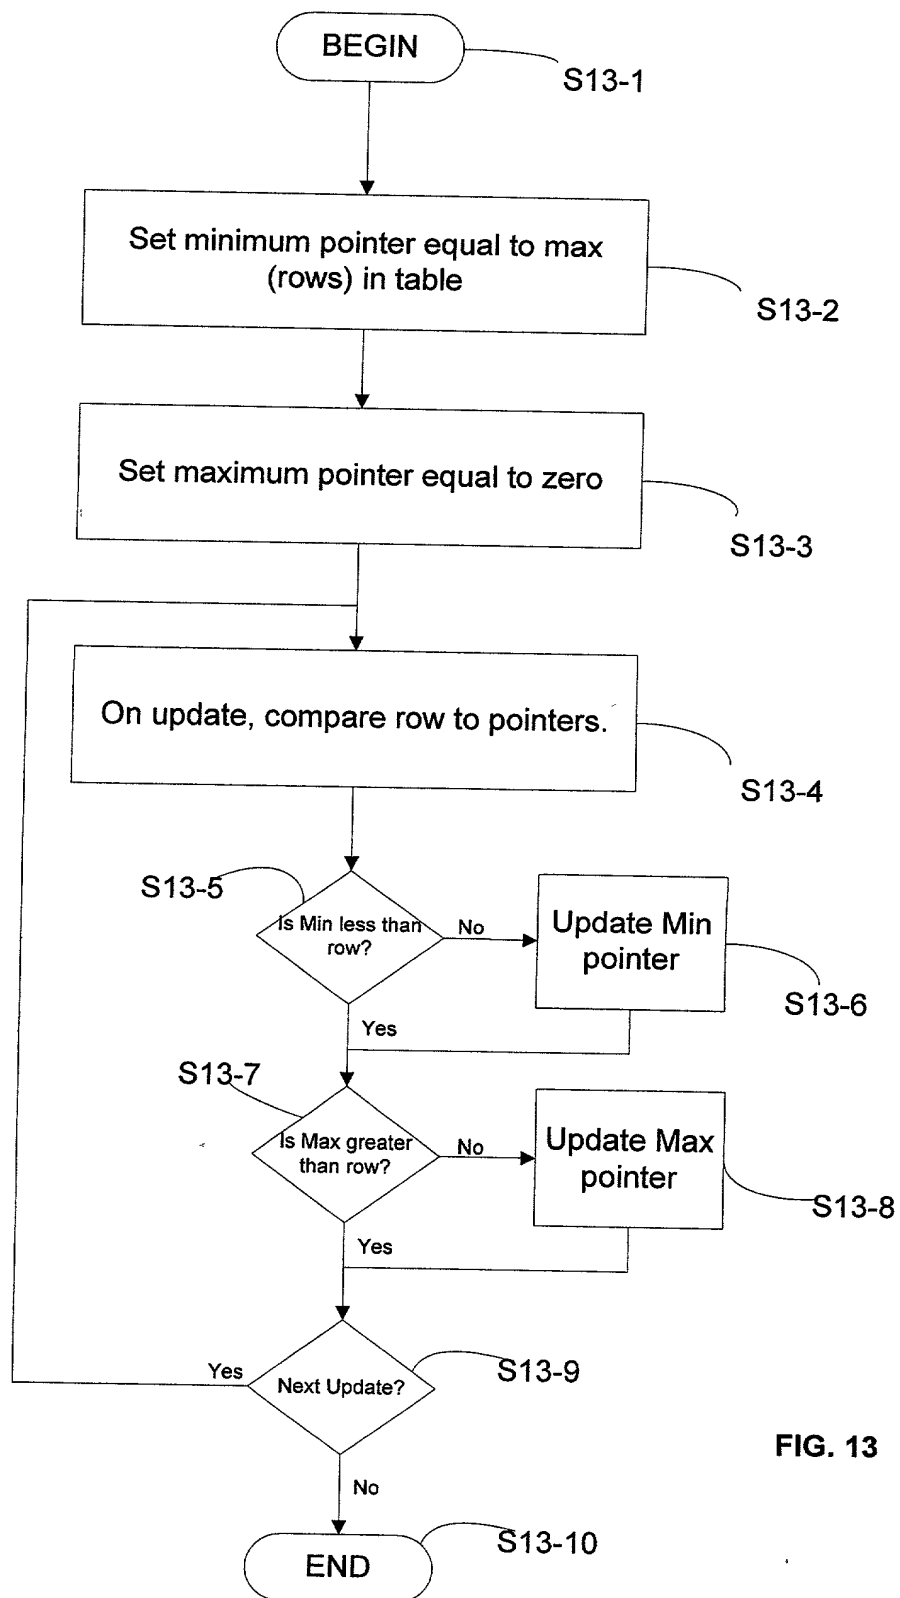 BEGIN
S13-1
Set minimum pointer equal to max
(rows) in table
S13-2
Set maximum pointer equal to zero
S13-3
On update, compare row to pointers.
S13-4
S13-5
Is Min less than
row?
No
Update Min
pointer
S13-6
Yes
S13-7
Is Max greater
than row?
No
Update Max
pointer
S13-8
Yes
Next Update?
Yes
S13-9
No
FIG. 13
END
S13-10